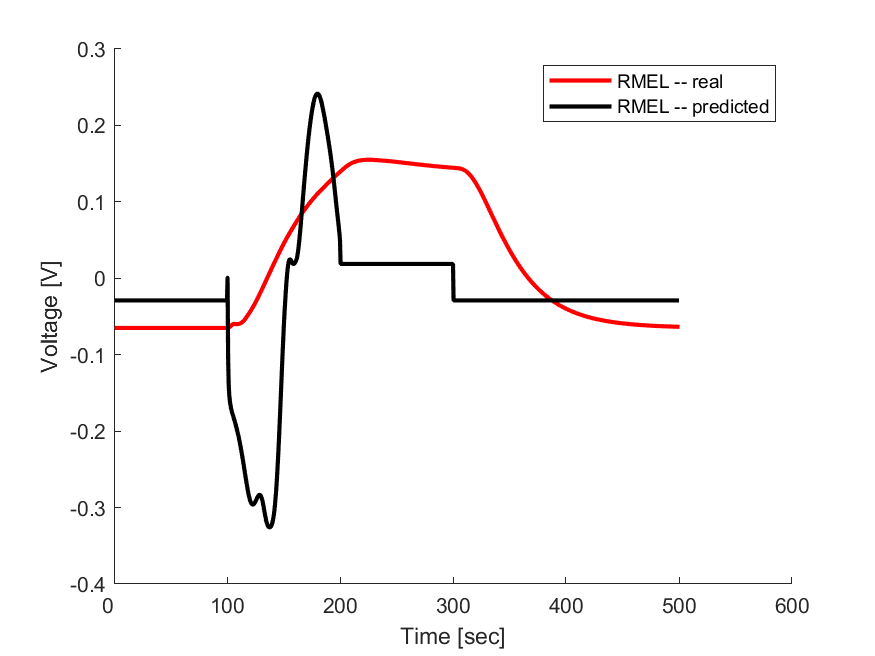 0.3
RMEL -- real
RMEL -- predicted
0.2
0.1
0
-0.1
-0.2
-0.3
-0.4
Voltage [V]
0 100 200 300 400 500 600
Time [sec]